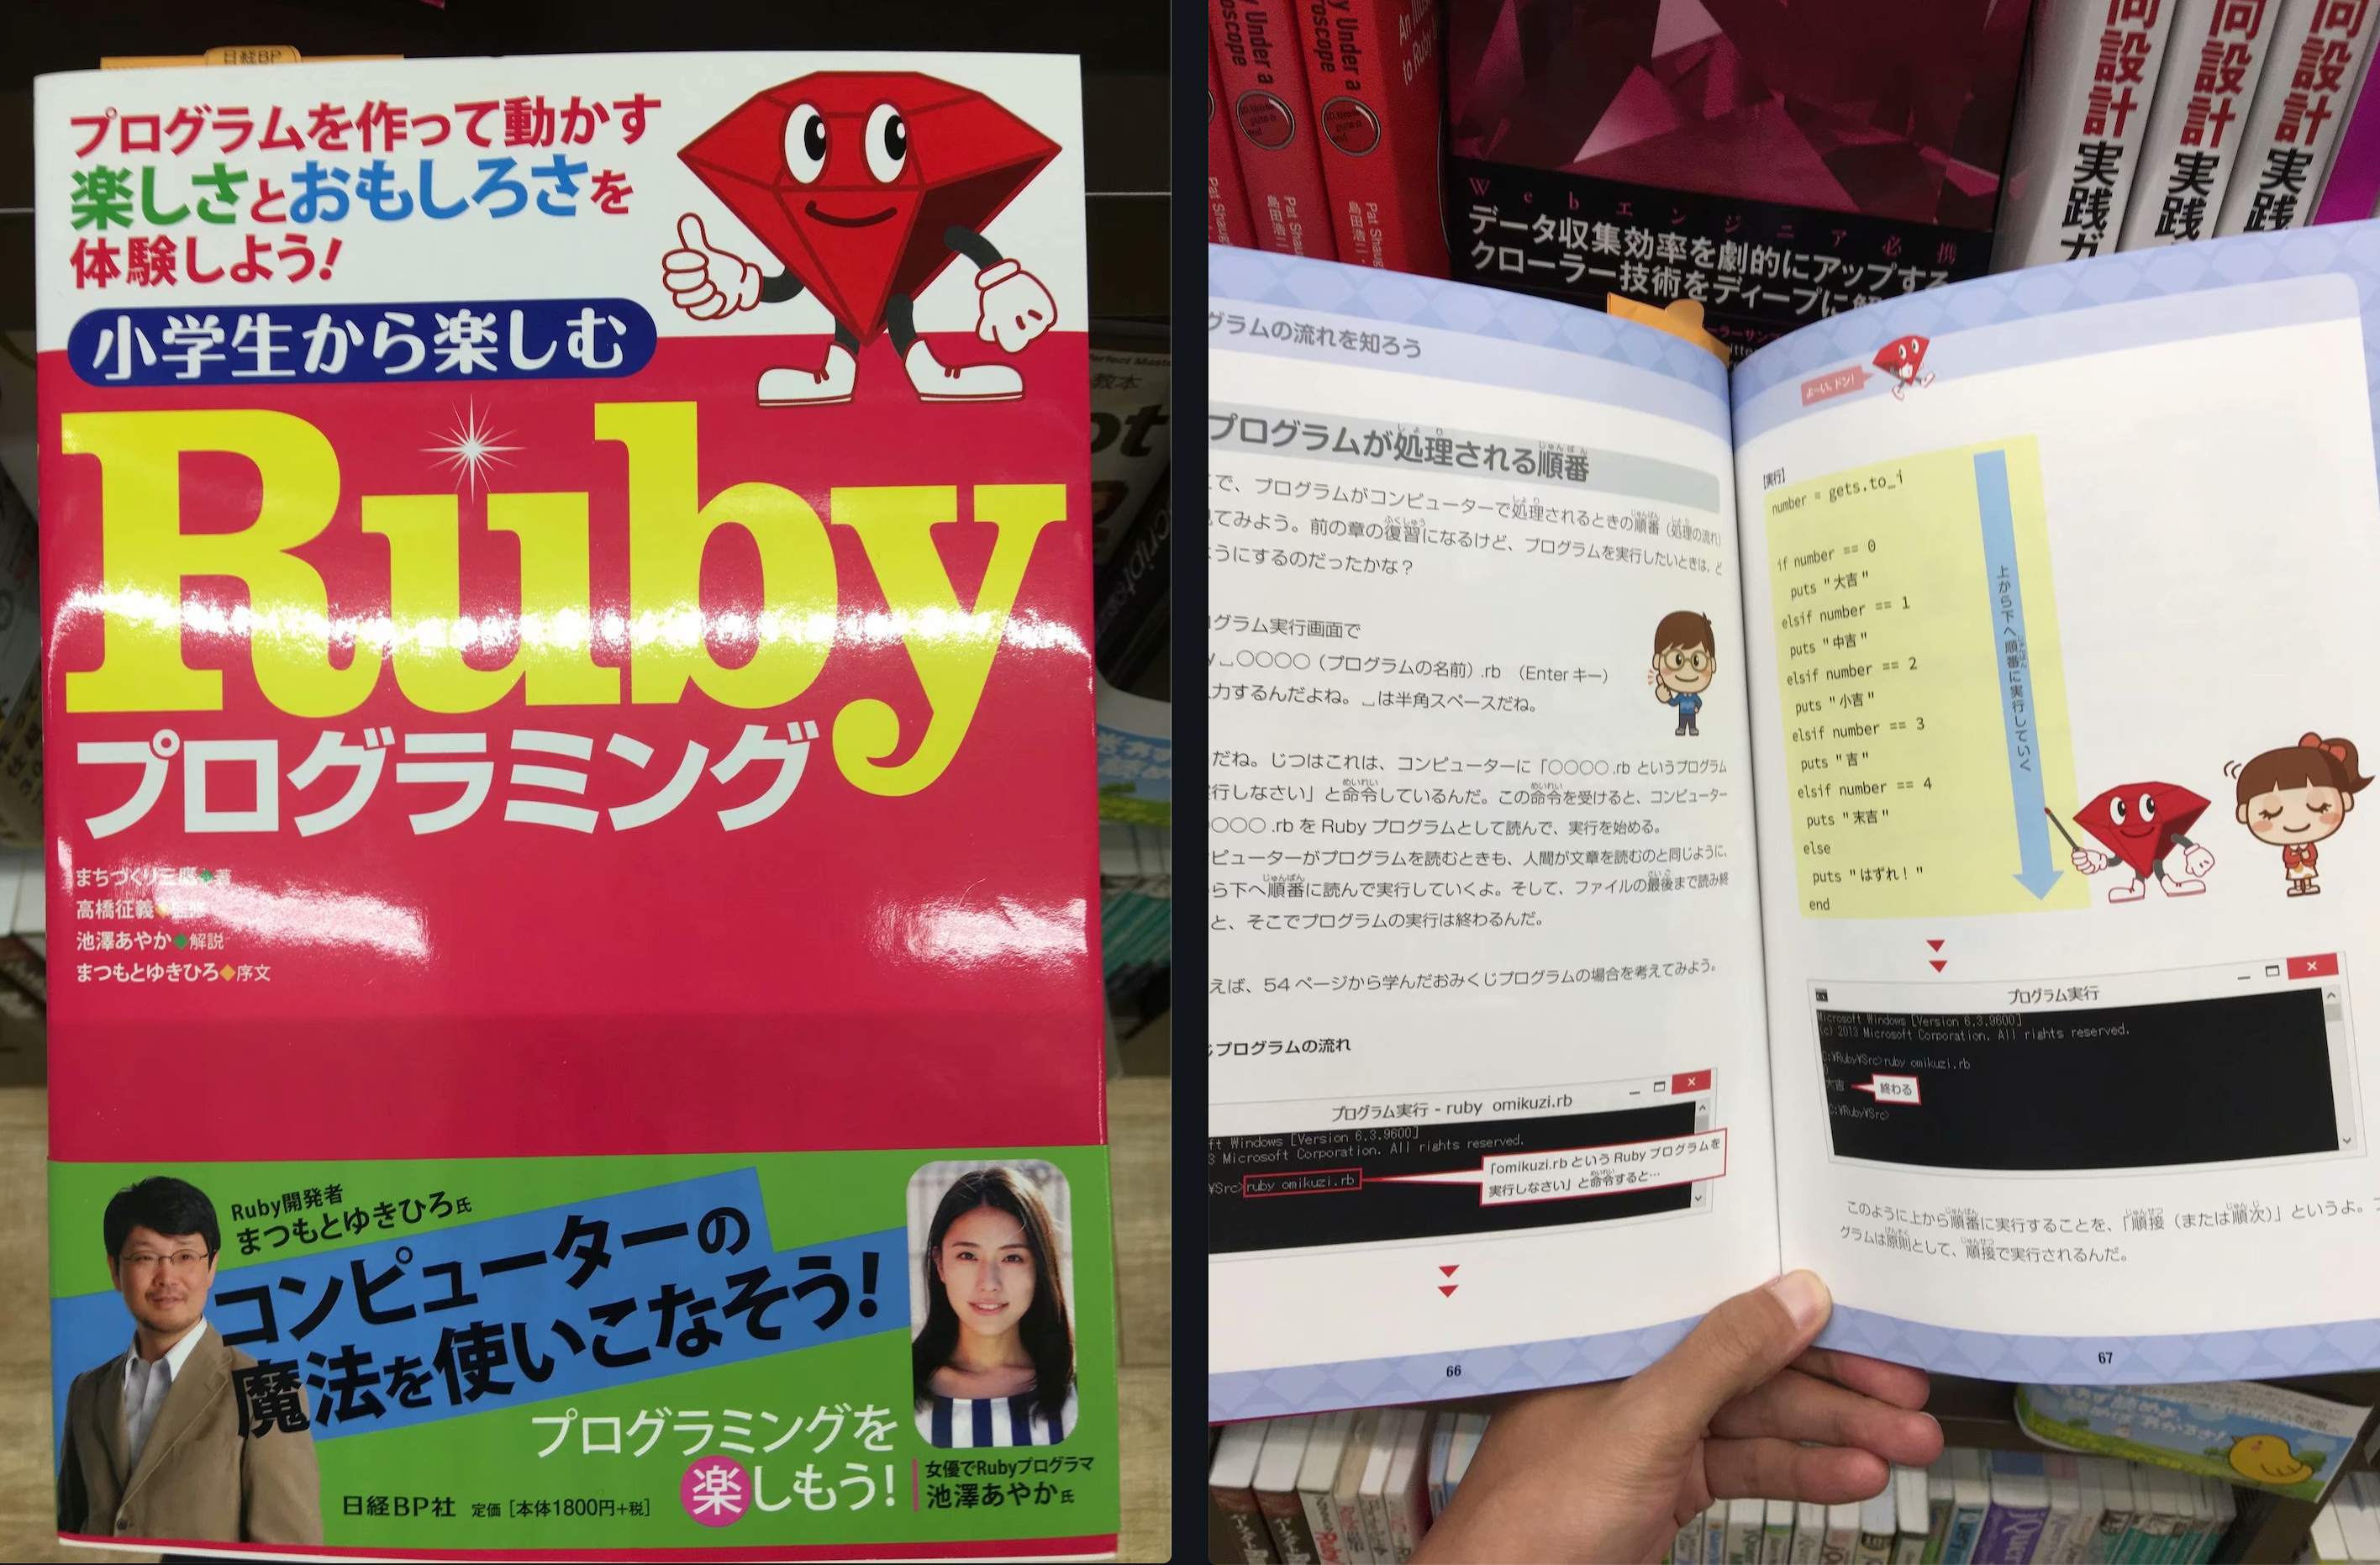 日経BP
プログラムを作って動かす
楽しさとおもしろさを
体験しよう!
小学生から楽しむ
Ruby
プログラミング
まちづくり三鷹◆著
高橋征義◆監修
池澤あやか◆解説
まつもとゆきひろ◆序文
Ruby開発者
まつもとゆきひろ氏
コンピューターの
魔法を使いこなそう!
プログラミングを
楽しもう!
女優でRubyプログラマ
池澤あやか氏
日経BP社 定価[本体1800円+税]
y Under a
roscope
Pat Shaug
y Under a
roscope
Pat Shaug
An
to Ruby
Webエンジニア必携
データ収集効率を劇的にアップする
クローラー技術をディープに
向設計実践
向設計実践
向設計実践ガ
グラムの流れを知ろう
プログラムが処理される順番
で、プログラムがコンピューターで処理されるときの順番(処理の流れ)
てみよう。前の章の復習になるけど、プログラムを実行したいときは、ど
ようにするのだったかな?
グラム実行画面で
y␣○○○○(プログラムの名前).rb (Enterキー)
力するんだよね。␣は半角スペースだね。
だね。じつはこれは、コンピューターに「○○○○.rbというプログラム
行しなさい」と命令しているんだ。この命令を受けると、コンピューター
○○○.rbをRubyプログラムとして読んで、実行を始める。
ピューターがプログラムを読むときも、人間が文章を読むのと同じように、
ら下へ順番に読んで実行していくよ。そして、ファイルの最後まで読み終
と、そこでプログラムの実行は終わるんだ。
えば、54ページから学んだおみくじプログラムの場合を考えてみよう。
じプログラムの流れ
プログラム実行 - ruby omikuzi.rb
ft Windows [Version 6.3.9600]
3 Microsoft Corporation. All rights reserved.
¥Src>ruby omikuzi.rb
「omikuzi.rbというRubyプログラムを
実行しなさい」と命令すると…
66
よ〜い、ドン!
[実行]
number = gets.to_i
if number == 0
puts "大吉"
elsif number == 1
puts "中吉"
elsif number == 2
puts "小吉"
elsif number == 3
puts "吉"
elsif number == 4
puts "末吉"
else
puts "はずれ!"
end
上から下へ順番に実行していく
プログラム実行
Microsoft Windows [Version 6.3.9600]
(c) 2013 Microsoft Corporation. All rights reserved.
C:¥Ruby¥Src>ruby omikuzi.rb
0
大吉
終わる
C:¥Ruby¥Src>
このように上から順番に実行することを、「順接(または順次)」というよ。プ
グラムは原則として、順接で実行されるんだ。
67